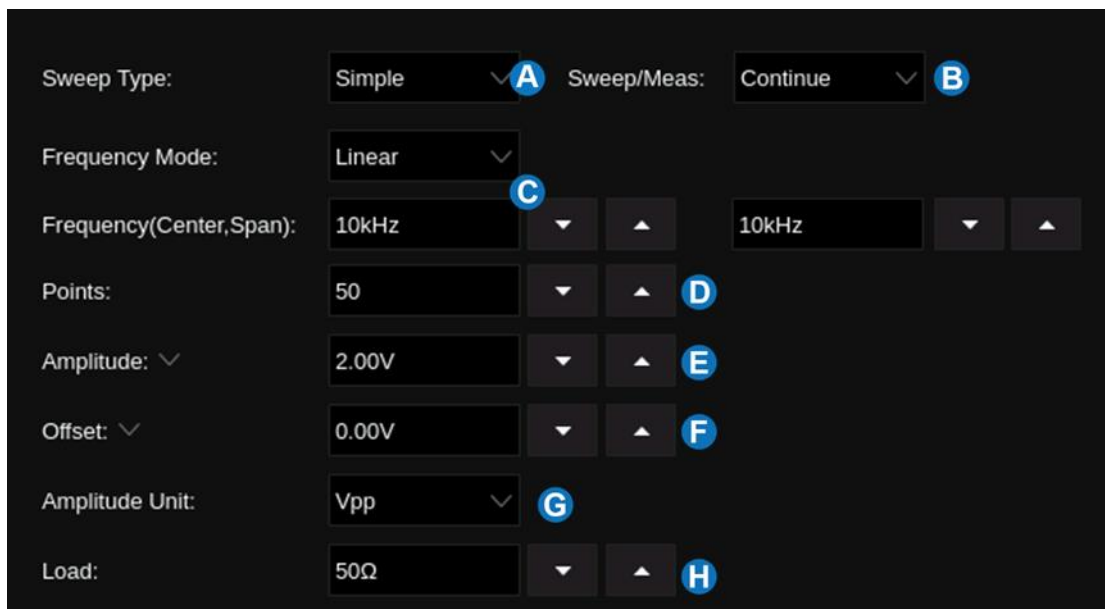 Sweep Type: Simple A Sweep/Meas: Continue B
Frequency Mode: Linear
C
Frequency(Center,Span): 10kHz 10kHz
Points: 50 D
Amplitude: 2.00V E
Offset: 0.00V F
Amplitude Unit: Vpp G
Load: 50Ω H